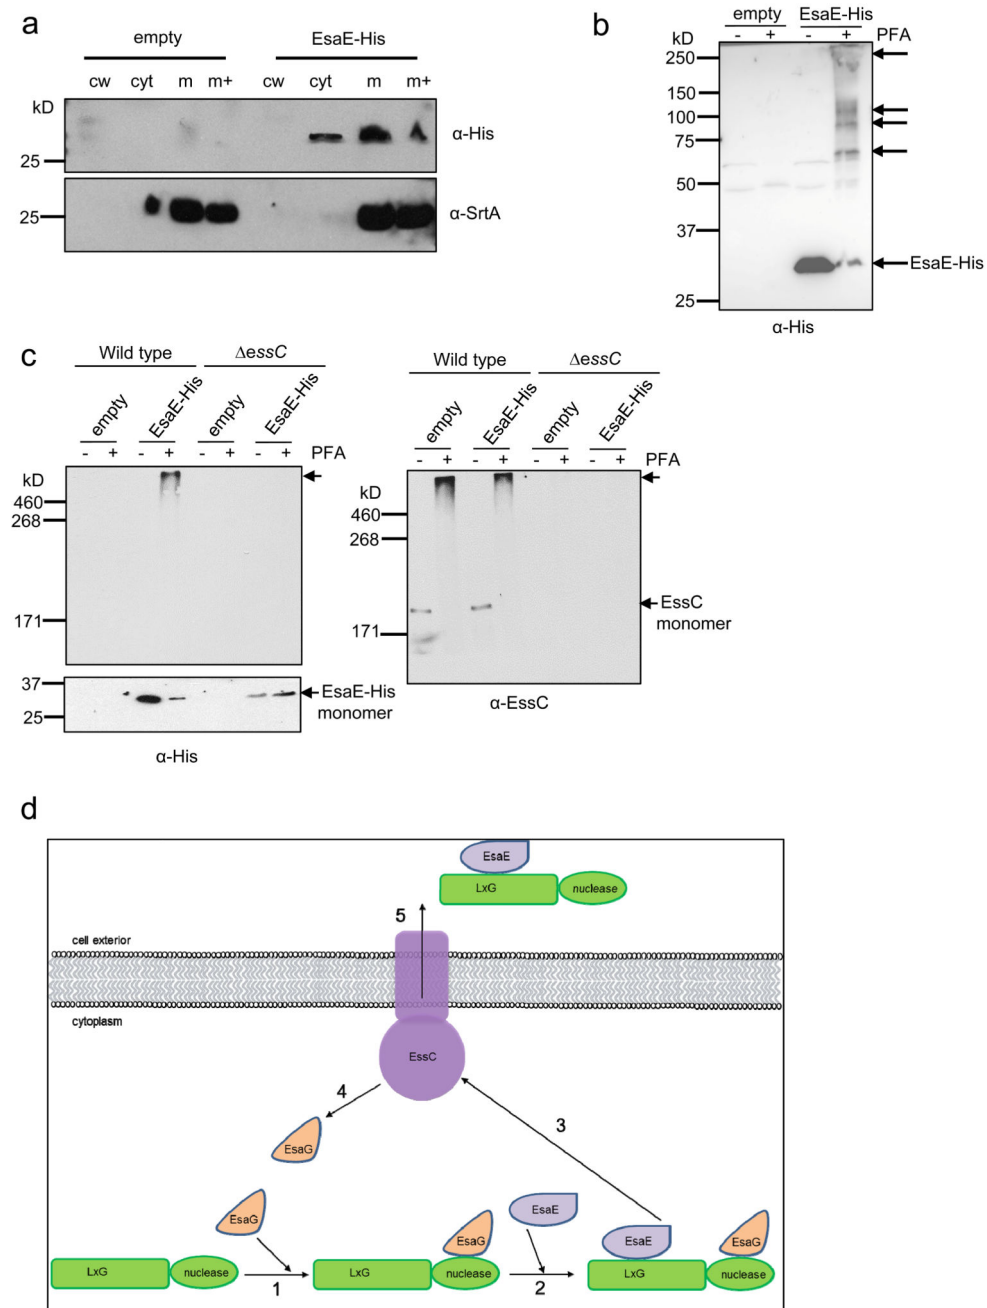 a
empty EsaE-His
cw cyt m m+ cw cyt m m+
kD
α-His
25
α-SrtA
25
b
empty EsaE-His
kD - + - + PFA
250
150
100
75
50
37
EsaE-His
25
α-His
c
Wild type ΔessC
empty EsaE-His empty EsaE-His
- + - + - + - + PFA
kD
460
268
171
37
EsaE-His
monomer
25
α-His
Wild type ΔessC
empty EsaE-His empty EsaE-His
- + - + - + - + PFA
kD
460
268
EssC
monomer
171
α-EssC
d
EsaE
LxG nuclease
5
cell exterior
cytoplasm
EssC
4
3
EsaG
EsaG EsaG EsaE EsaE EsaG
LxG nuclease LxG nuclease LxG nuclease
1 2